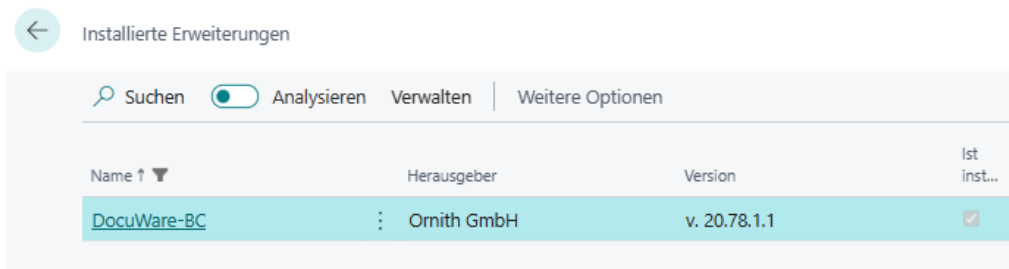 Installierte Erweiterungen
Suchen Analysieren Verwalten Weitere Optionen
Name ↑ Herausgeber Version Ist inst...
DocuWare-BC Ornith GmbH v. 20.78.1.1